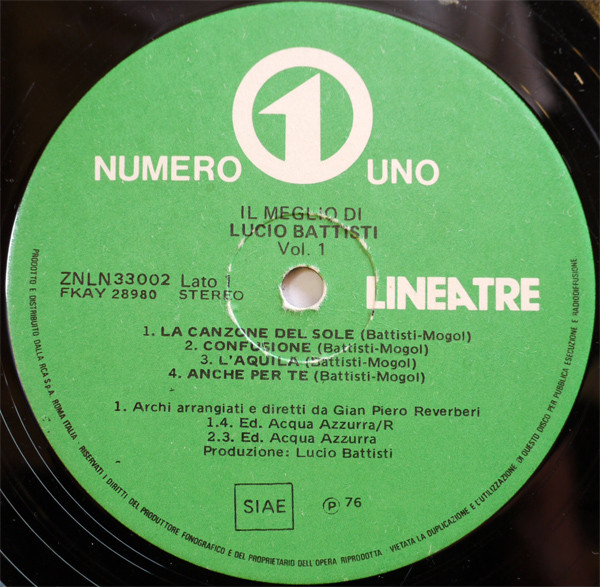 1
NUMERO UNO
IL MEGLIO DI
LUCIO BATTISTI
Vol. 1
ZNLN 33002 Lato 1
FKAY 28980 STEREO
LINEATRE
1. LA CANZONE DEL SOLE (Battisti-Mogol)
2. CONFUSIONE (Battisti-Mogol)
3. L'AQUILA (Battisti-Mogol)
4. ANCHE PER TE (Battisti-Mogol)
1. Archi arrangiati e diretti da Gian Piero Reverberi
1.4. Ed. Acqua Azzurra/R
2.3. Ed. Acqua Azzurra
Produzione: Lucio Battisti
SIAE
Ⓟ 76
PRODOTTO E DISTRIBUITO DALLA RCA S.p.A. ROMA ITALIA - RISERVATI I DIRITTI DEL PRODUTTORE FONOGRAFICO E DEL PROPRIETARIO DELL'OPERA RIPRODOTTA - VIETATA LA DUPLICAZIONE E L'UTILIZZAZIONE DI QUESTO DISCO PER PUBBLICA ESECUZIONE E RADIODIFFUSIONE.